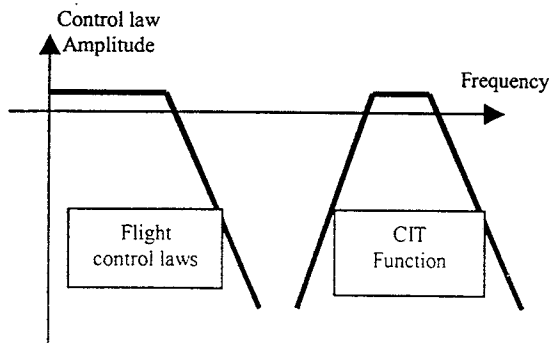 Control law
Amplitude
Frequency
Flight
control laws
CIT
Function